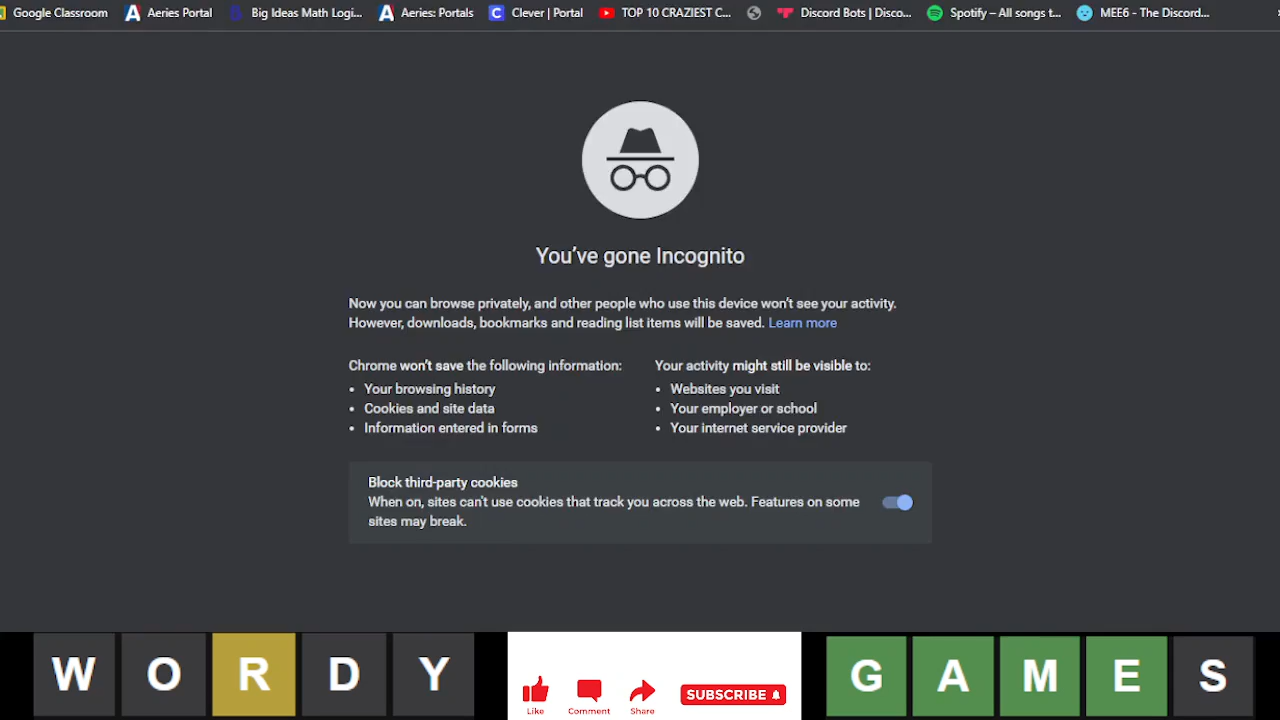 Google Classroom Aeries Portal Big Ideas Math Logi... Aeries: Portals Clever | Portal TOP 10 CRAZIEST C... Discord Bots | Disco... Spotify – All songs t... MEE6 - The Discord...
You've gone Incognito
Now you can browse privately, and other people who use this device won't see your activity.
However, downloads, bookmarks and reading list items will be saved. Learn more
Chrome won't save the following information:
• Your browsing history
• Cookies and site data
• Information entered in forms
Your activity might still be visible to:
• Websites you visit
• Your employer or school
• Your internet service provider
Block third-party cookies
When on, sites can't use cookies that track you across the web. Features on some
sites may break.
WORDY
Like Comment Share SUBSCRIBE
GAMES